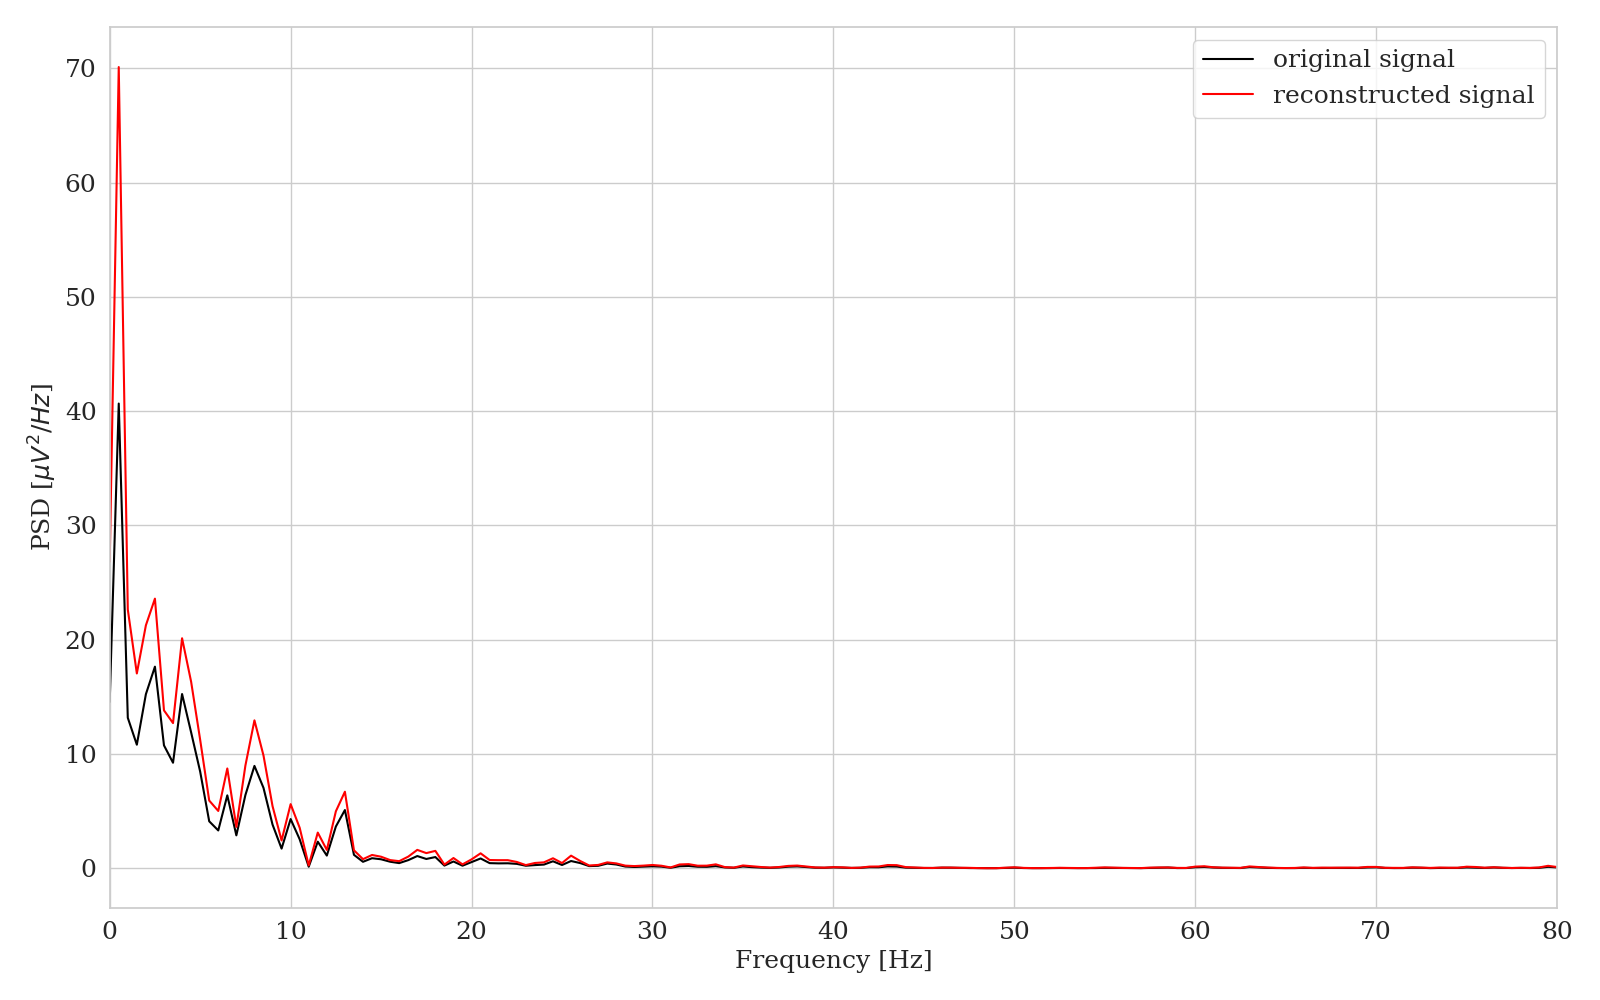 original signal
reconstructed signal
70
60
50
40
30
20
10
0
PSD [μV²/Hz]
0 10 20 30 40 50 60 70 80
Frequency [Hz]